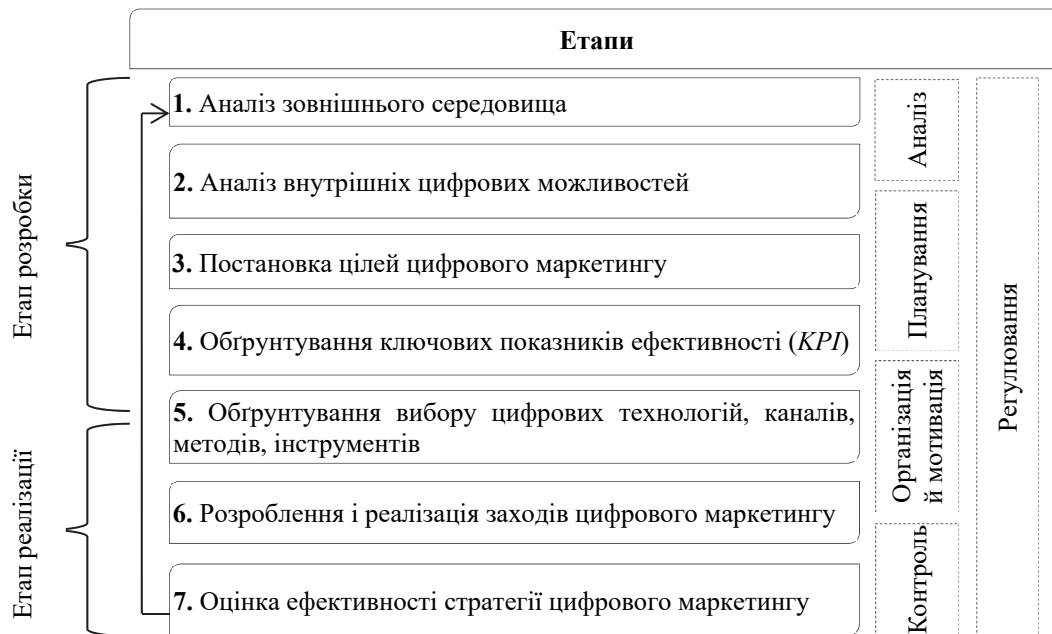 Етапи
Етап розробки
Етап реалізації
1. Аналіз зовнішнього середовища
2. Аналіз внутрішніх цифрових можливостей
3. Постановка цілей цифрового маркетингу
4. Обґрунтування ключових показників ефективності (KPI)
5. Обґрунтування вибору цифрових технологій, каналів,
методів, інструментів
6. Розроблення і реалізація заходів цифрового маркетингу
7. Оцінка ефективності стратегії цифрового маркетингу
Аналіз
Планування
Організація
й мотивація
Контроль
Регулювання